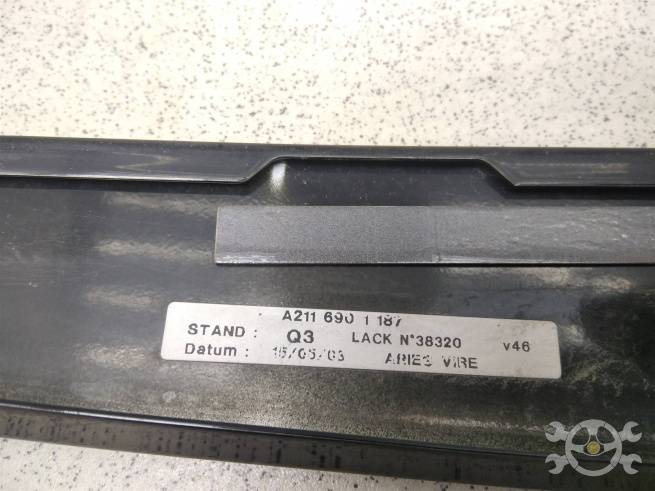 A211 690 1 187
STAND : Q3 LACK N°38320 v46
Datum : 15/05/03 ARIES VIRE